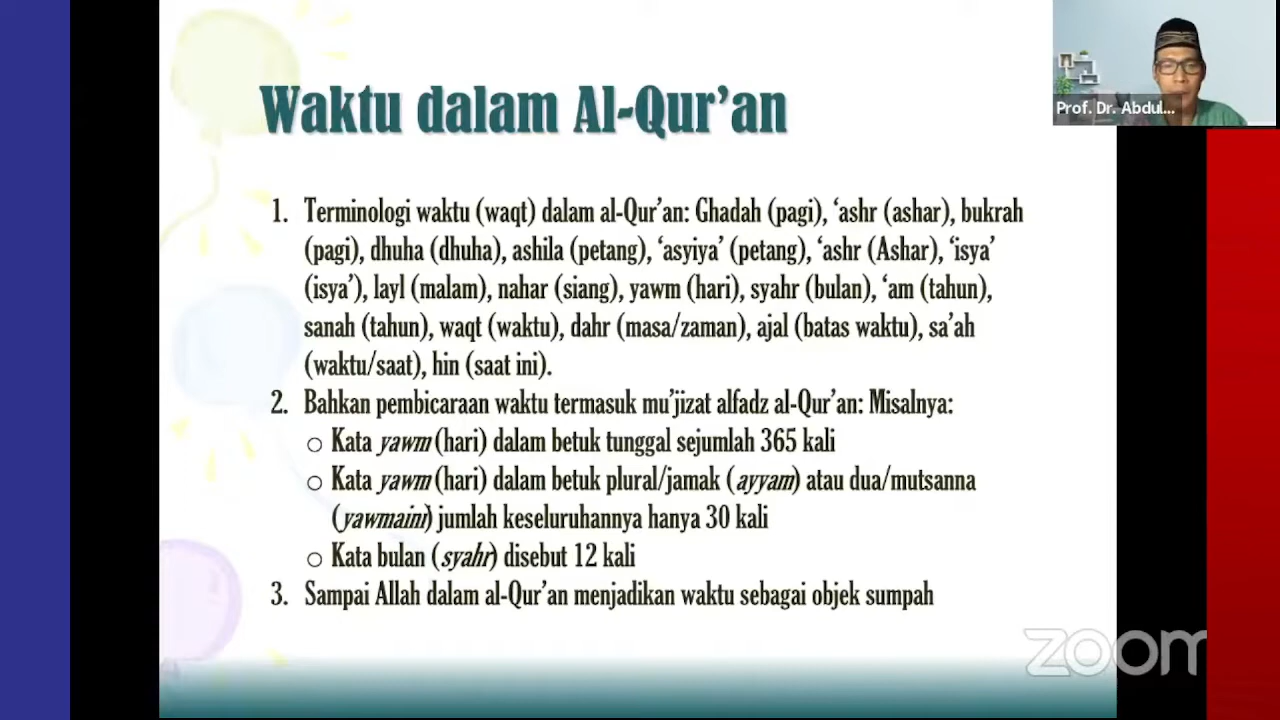 Waktu dalam Al-Qur'an
Prof. Dr. Abdul...
1. Terminologi waktu (waqt) dalam al-Qur'an: Ghadah (pagi), 'ashr (ashar), bukrah
(pagi), dhuha (dhuha), ashila (petang), 'asyiya' (petang), 'ashr (Ashar), 'isya'
(isya'), layl (malam), nahar (siang), yawm (hari), syahr (bulan), 'am (tahun),
sanah (tahun), waqt (waktu), dahr (masa/zaman), ajal (batas waktu), sa'ah
(waktu/saat), hin (saat ini).
2. Bahkan pembicaraan waktu termasuk mu'jizat alfadz al-Qur'an: Misalnya:
o Kata yawm (hari) dalam betuk tunggal sejumlah 365 kali
o Kata yawm (hari) dalam betuk plural/jamak (ayyam) atau dua/mutsanna
(yawmaini) jumlah keseluruhannya hanya 30 kali
o Kata bulan (syahr) disebut 12 kali
3. Sampai Allah dalam al-Qur'an menjadikan waktu sebagai objek sumpah
zoom